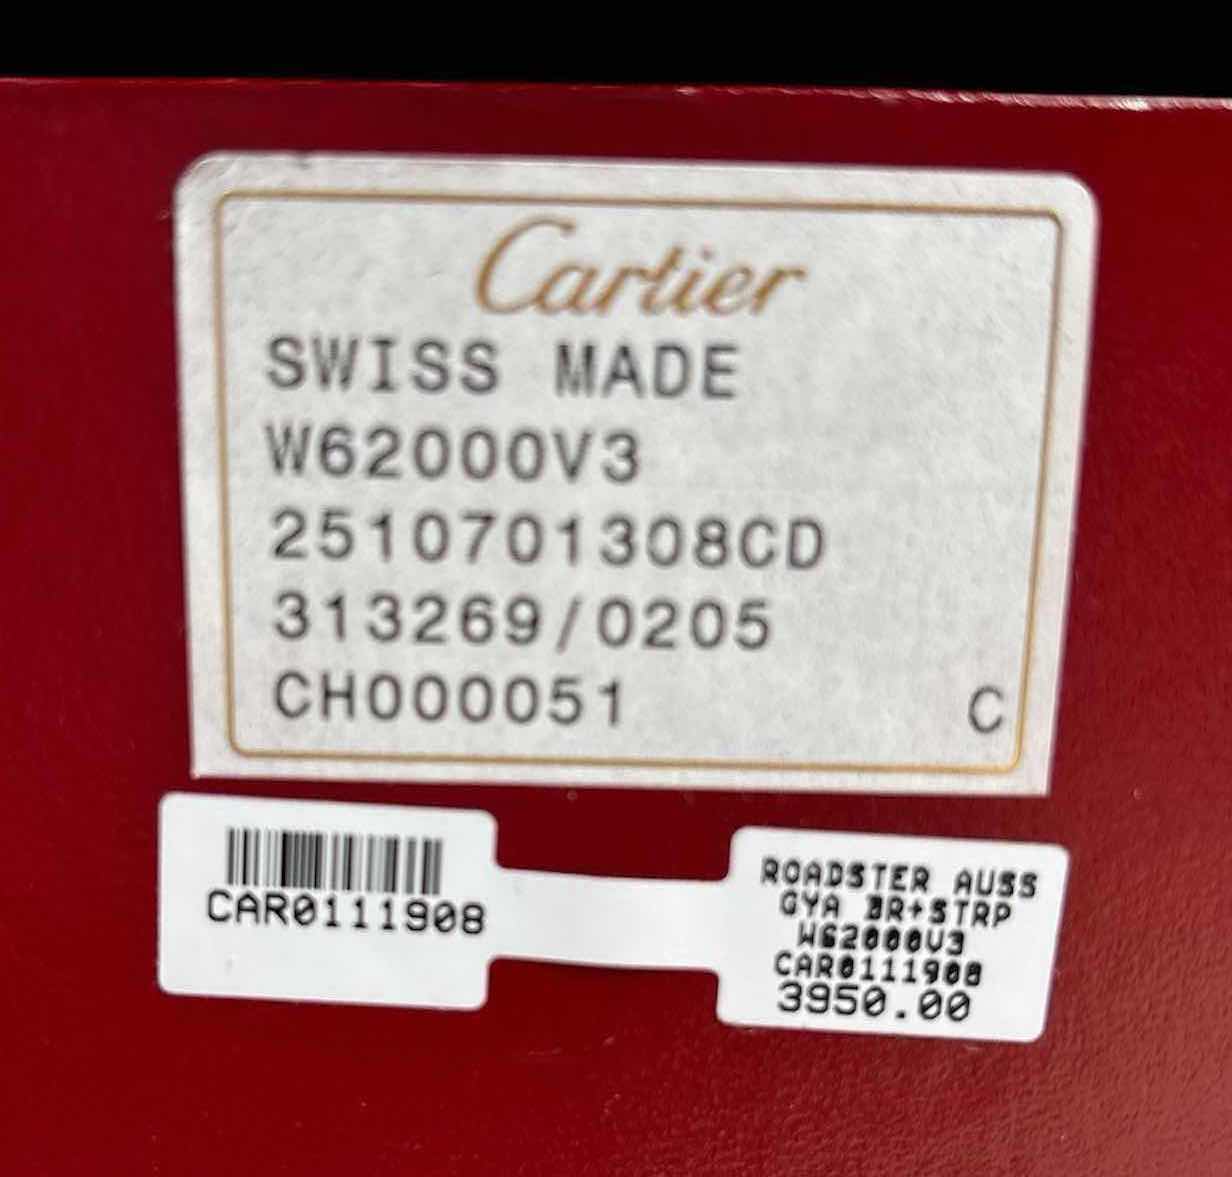 Cartier
SWISS MADE
W62000V3
2510701308CD
313269/0205
CH000051 C
CAR0111908
ROADSTER AUSS
GYA BR+STRP
W62000V3
CAR0111908
3950.00